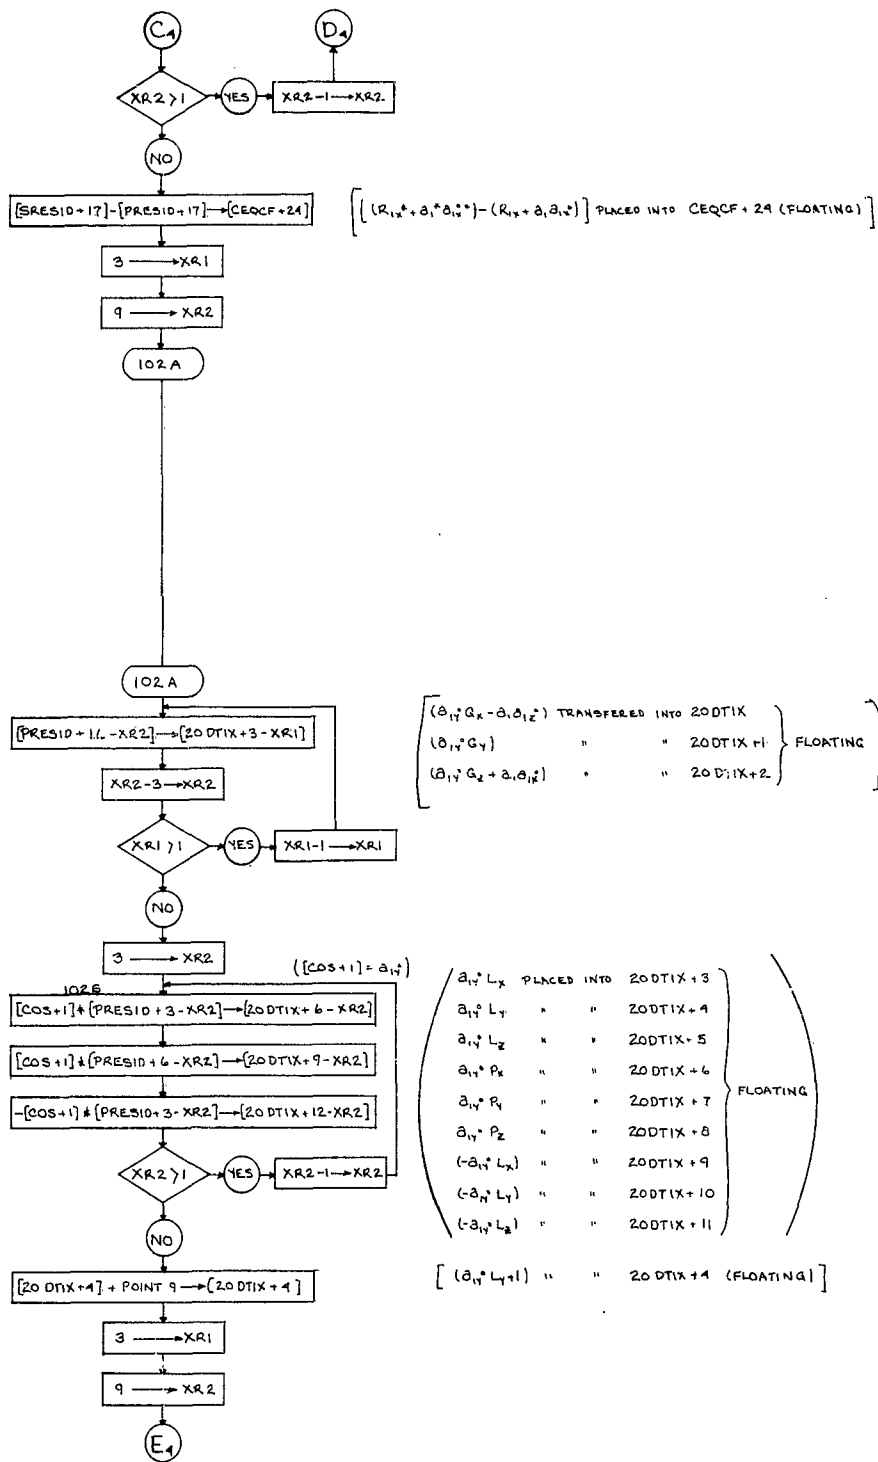 C4
D4
XR2>1
YES
XR2-1→XR2
NO
[SRESID+17]-[PRESID+17]→[CEQCF+24]
[[(R1x*+a1*a1x°*)-(R1x+a1a1x°)] PLACED INTO CEQCF+24 (FLOATING)]
3→XR1
9→XR2
102A
102A
[PRESID+16-XR2]→[20DTIX+3-XR1]
(a1y°Gx-a1a1z°) TRANSFERED INTO 20DTIX
(a1y°Gy) " " 20DTIX+1
FLOATING
(a1y°Gz+a1a1x°) " " 20DTIX+2
XR2-3→XR2
XR1>1
YES
XR1-1→XR1
NO
3→XR2
([COS+1]=a1y°)
102B
[COS+1]*[PRESID+3-XR2]→[20DTIX+6-XR2]
[COS+1]*[PRESID+6-XR2]→[20DTIX+9-XR2]
-[COS+1]*[PRESID+3-XR2]→[20DTIX+12-XR2]
XR2>1
YES
XR2-1→XR2
NO
a1y°Lx PLACED INTO 20DTIX+3
a1y°Ly " " 20DTIX+4
a1y°Lz " " 20DTIX+5
a1y°Px " " 20DTIX+6
a1y°Py " " 20DTIX+7
a1y°Pz " " 20DTIX+8
(-a1y°Lx) " " 20DTIX+9
(-a1y°Ly) " " 20DTIX+10
(-a1y°Lz) " " 20DTIX+11
FLOATING
[20DTIX+4]+POINT 9→[20DTIX+4]
[(a1y°Ly+1) " " 20DTIX+4 (FLOATING)]
3→XR1
9→XR2
E4